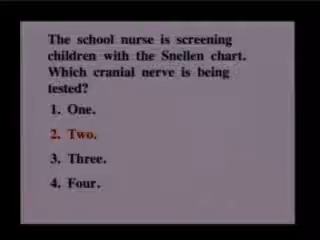 The school nurse is screening
children with the Snellen chart.
Which cranial nerve is being
tested?
1. One.
2. Two.
3. Three.
4. Four.